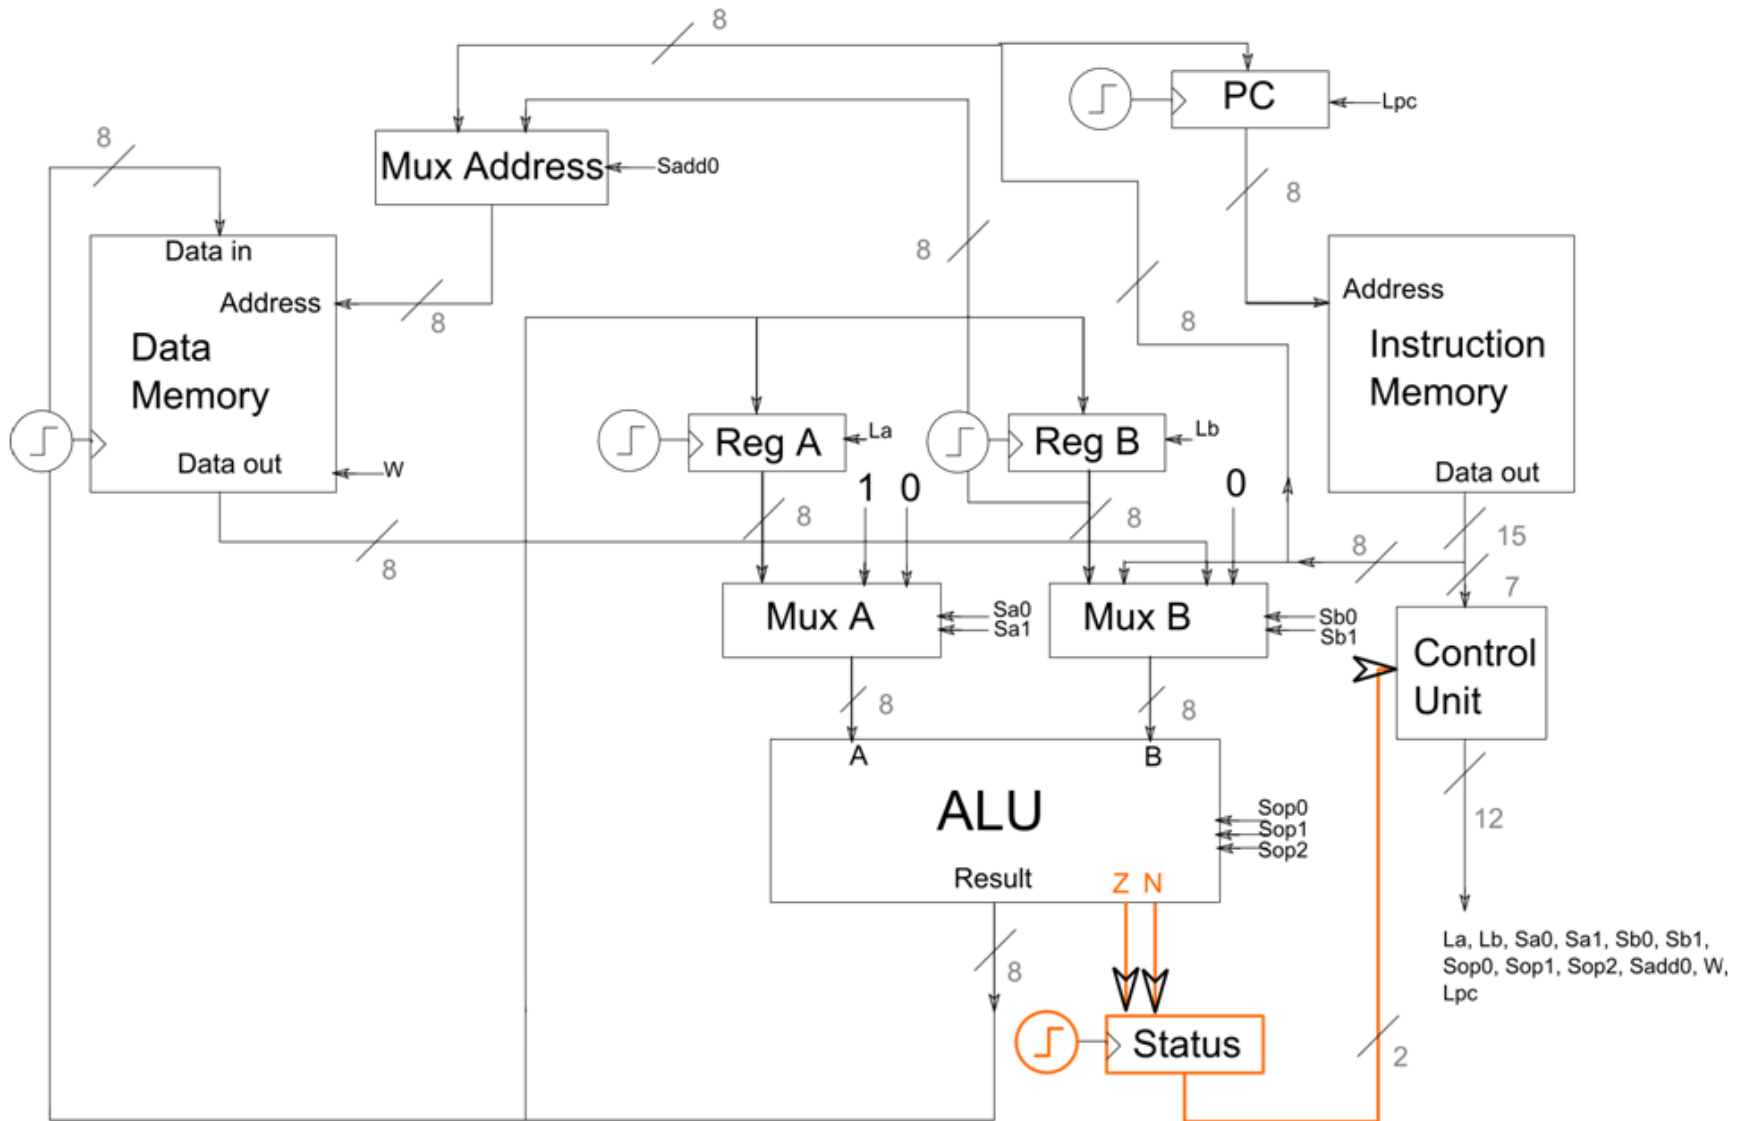 8
PC
Lpc
8
Mux Address
Sadd0
8
8
Data in
Address
8
Data
Memory
Data out
W
8
8
Address
Instruction
Memory
Data out
Reg A
La
Reg B
Lb
1 0
0
8
8
8
8
15
7
Mux A
Sa0
Sa1
Mux B
Sb0
Sb1
Control
Unit
8
8
A
B
ALU
Sop0
Sop1
Sop2
Result
Z N
12
8
La, Lb, Sa0, Sa1, Sb0, Sb1,
Sop0, Sop1, Sop2, Sadd0, W,
Lpc
Status
2